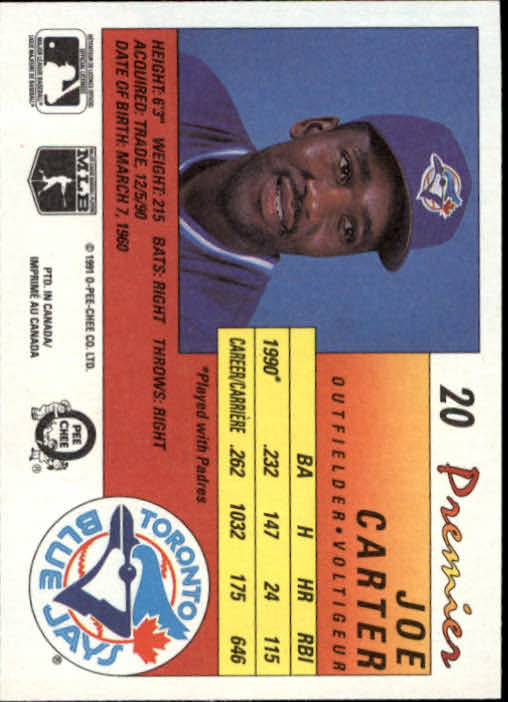 20
Premier
JOE
CARTER
OUTFIELDER • VOLTIGEUR
BA H HR RBI
1990* .232 147 24 115
CAREER/CARRIÈRE .262 1032 175 646
*Played with Padres
HEIGHT: 6'3" WEIGHT: 215 BATS: RIGHT THROWS: RIGHT
ACQUIRED: TRADE, 12/5/90
DATE OF BIRTH: MARCH 7, 1960
TORONTO
BLUE JAYS
®
MLB
© 1991 O-PEE-CHEE CO. LTD.
PTD. IN CANADA/
IMPRIMÉ AU CANADA
O
PEE
CHEE
®